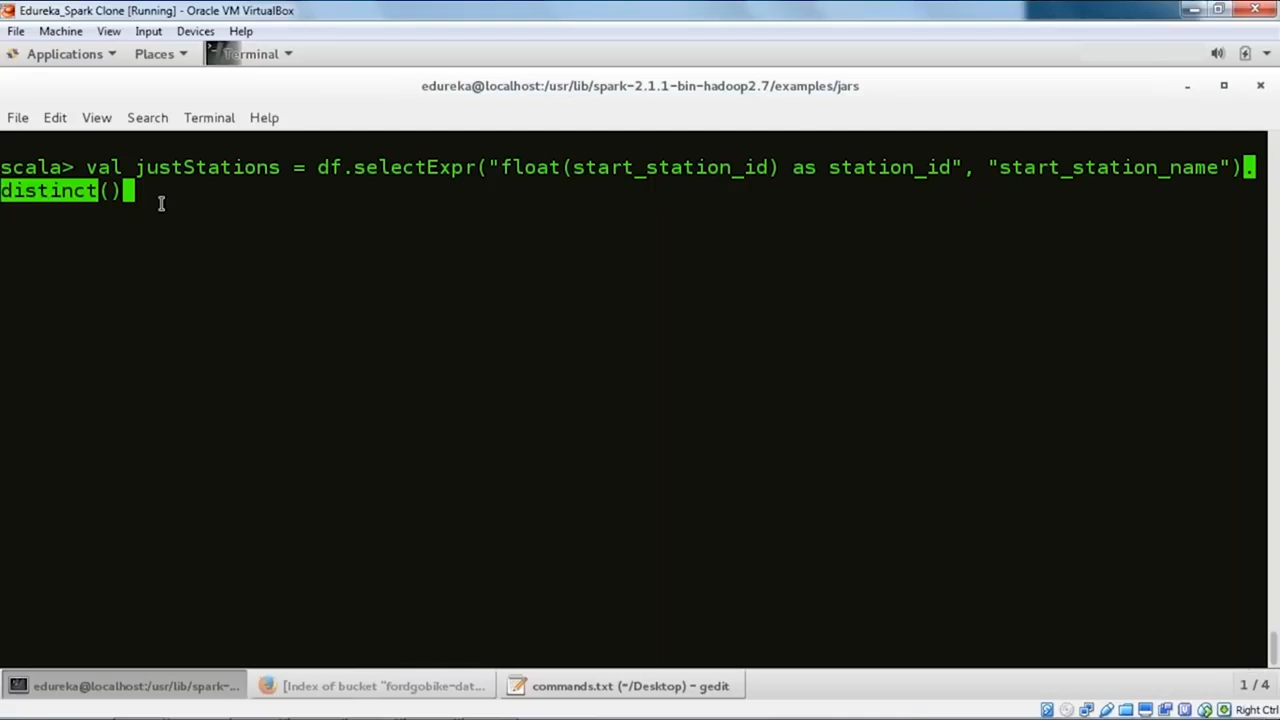 Edureka_Spark Clone [Running] - Oracle VM VirtualBox
File Machine View Input Devices Help
Applications Places Terminal
edureka@localhost:/usr/lib/spark-2.1.1-bin-hadoop2.7/examples/jars
File Edit View Search Terminal Help
scala> val justStations = df.selectExpr("float(start_station_id) as station_id", "start_station_name").
distinct()
edureka@localhost:/usr/lib/spark-... [Index of bucket "fordgobike-dat... commands.txt (~/Desktop) - gedit 1 / 4
Right Ctrl